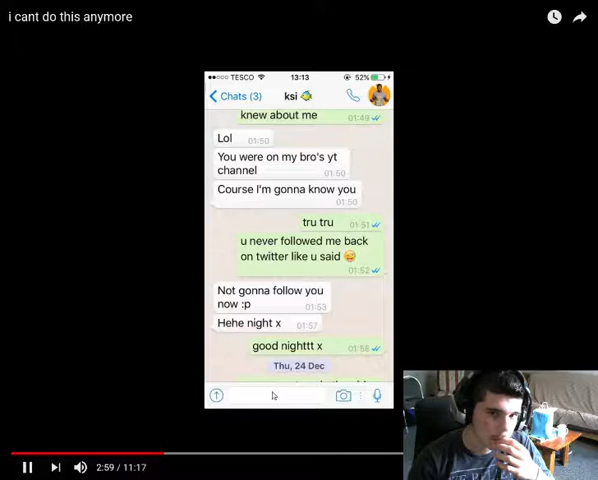 i cant do this anymore
TESCO 13:13 52%
Chats (3) ksi
knew about me 01:49
Lol 01:50
You were on my bro's yt
channel 01:50
Course I'm gonna know you
01:50
tru tru 01:51
u never followed me back
on twitter like u said
01:52
Not gonna follow you
now :p 01:53
Hehe night x 01:57
good nighttt x 01:58
Thu, 24 Dec
2:59 / 11:17